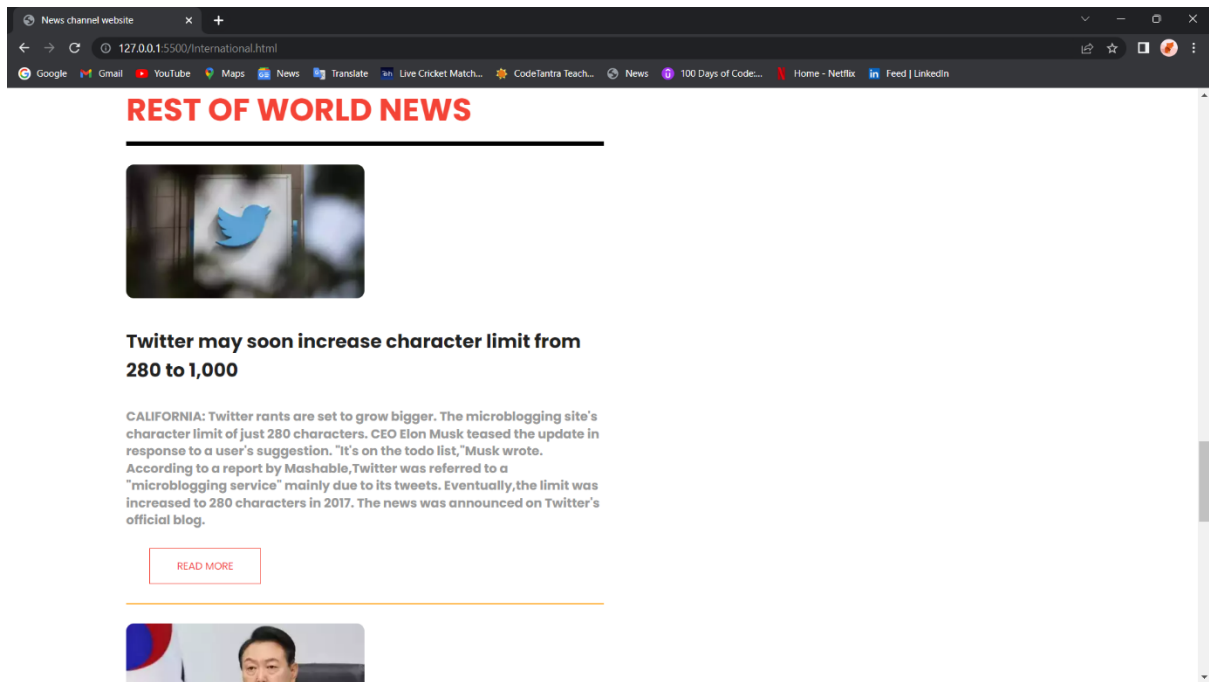 News channel website
127.0.0.1:5500/International.html
Google Gmail YouTube Maps News Translate Live Cricket Match... CodeTantra Teach... News 100 Days of Code:... Home - Netflix Feed | LinkedIn
REST OF WORLD NEWS
Twitter may soon increase character limit from
280 to 1,000
CALIFORNIA: Twitter rants are set to grow bigger. The microblogging site's
character limit of just 280 characters. CEO Elon Musk teased the update in
response to a user's suggestion. "It's on the todo list,"Musk wrote.
According to a report by Mashable,Twitter was referred to a
"microblogging service" mainly due to its tweets. Eventually,the limit was
increased to 280 characters in 2017. The news was announced on Twitter's
official blog.
READ MORE